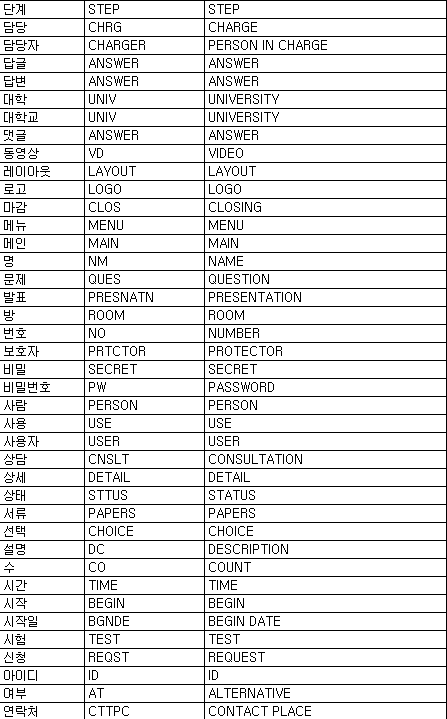 단계 STEP STEP
담당 CHRG CHARGE
담당자 CHARGER PERSON IN CHARGE
답글 ANSWER ANSWER
답변 ANSWER ANSWER
대학 UNIV UNIVERSITY
대학교 UNIV UNIVERSITY
댓글 ANSWER ANSWER
동영상 VD VIDEO
레이아웃 LAYOUT LAYOUT
로고 LOGO LOGO
마감 CLOS CLOSING
메뉴 MENU MENU
메인 MAIN MAIN
명 NM NAME
문제 QUES QUESTION
발표 PRESNATN PRESENTATION
방 ROOM ROOM
번호 NO NUMBER
보호자 PRTCTOR PROTECTOR
비밀 SECRET SECRET
비밀번호 PW PASSWORD
사람 PERSON PERSON
사용 USE USE
사용자 USER USER
상담 CNSLT CONSULTATION
상세 DETAIL DETAIL
상태 STTUS STATUS
서류 PAPERS PAPERS
선택 CHOICE CHOICE
설명 DC DESCRIPTION
수 CO COUNT
시간 TIME TIME
시작 BEGIN BEGIN
시작일 BGNDE BEGIN DATE
시험 TEST TEST
신청 REQST REQUEST
아이디 ID ID
여부 AT ALTERNATIVE
연락처 CTTPC CONTACT PLACE